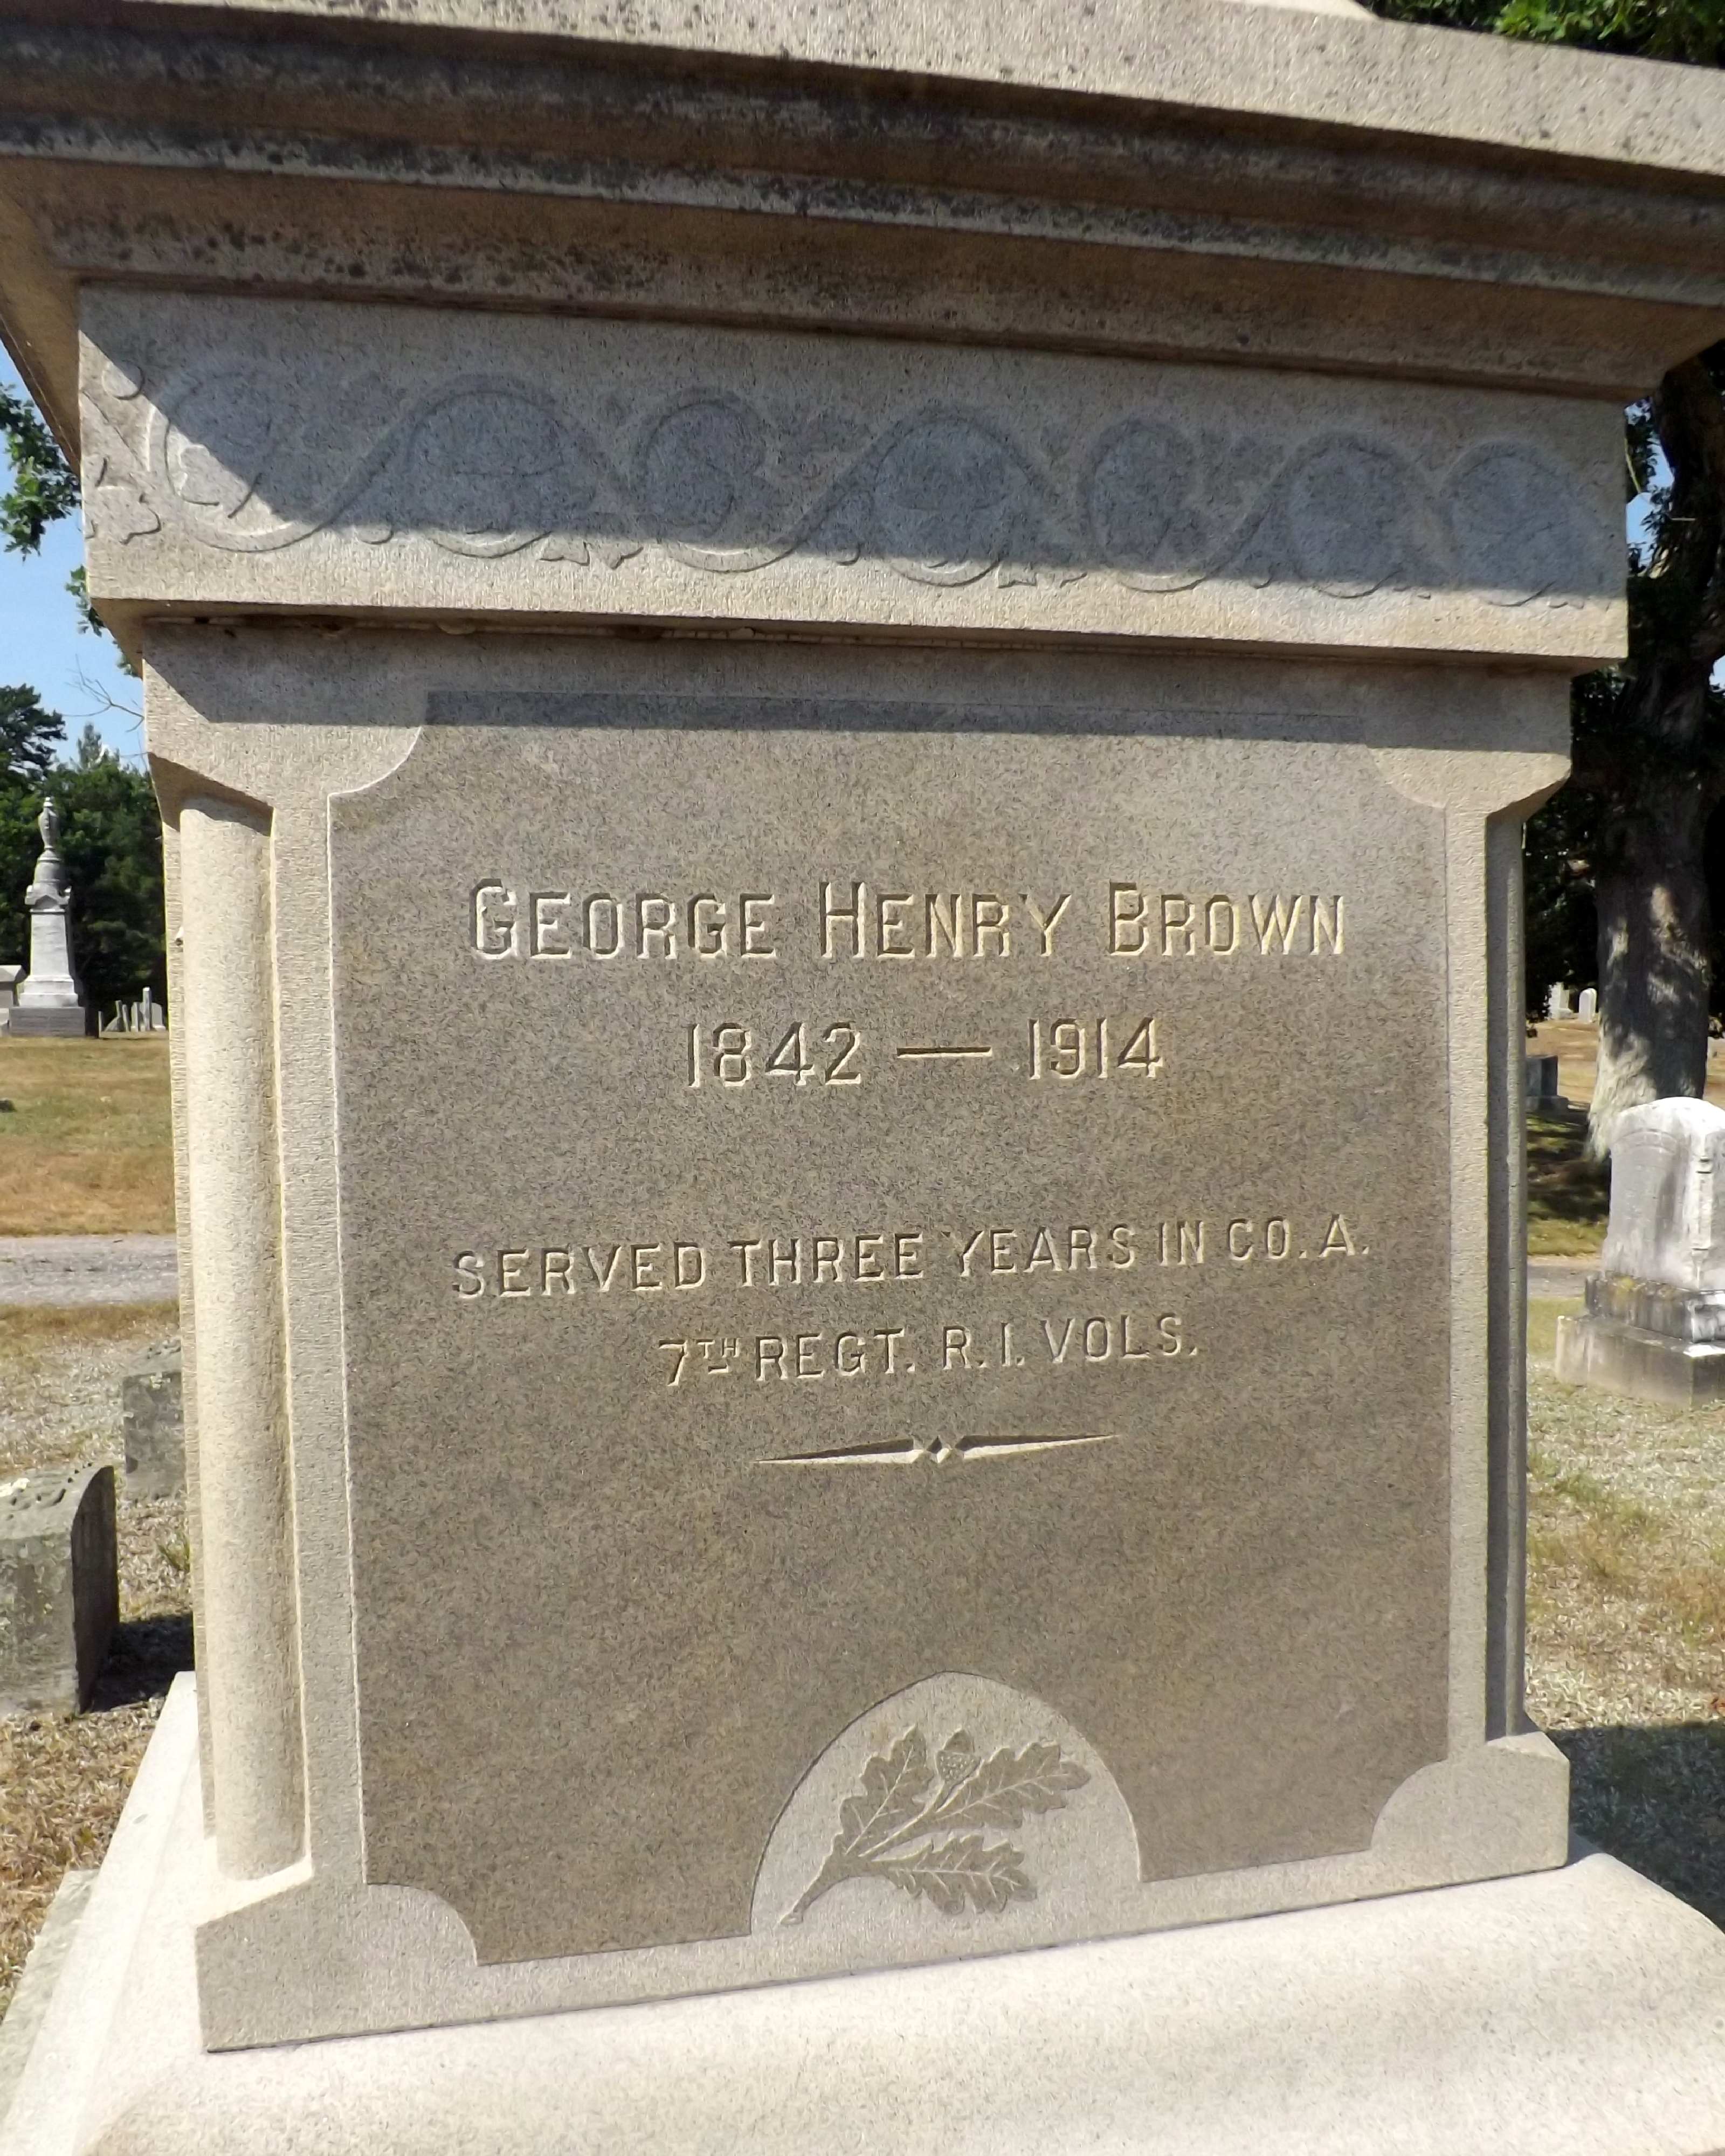 GEORGE HENRY BROWN
1842 — 1914
SERVED THREE YEARS IN CO. A.
7TH REGT. R. I. VOLS.